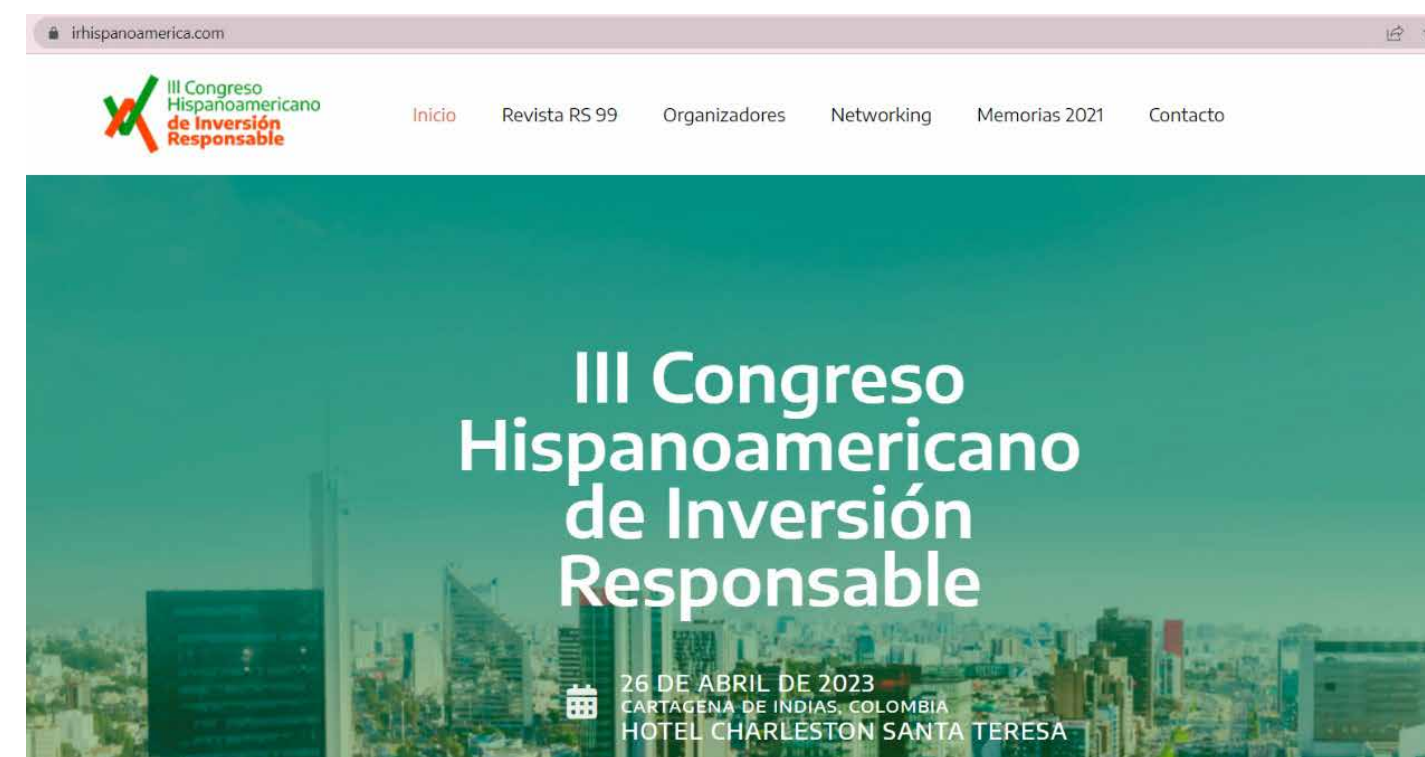 irhispanoamerica.com
III Congreso
Hispanoamericano
de Inversión
Responsable
Inicio
Revista RS 99
Organizadores
Networking
Memorias 2021
Contacto
III Congreso
Hispanoamericano
de Inversión
Responsable
26 DE ABRIL DE 2023
CARTAGENA DE INDIAS, COLOMBIA
HOTEL CHARLESTON SANTA TERESA